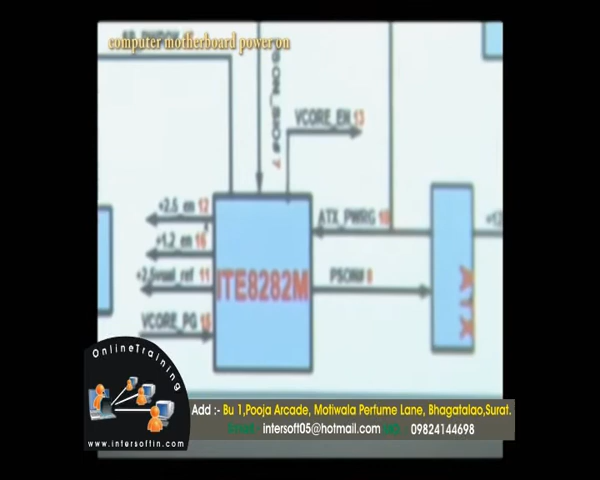 computer motherboard power on
VCORE_EN 13
+2.5_en 12
ATX_PWRG 10
+1.2_en 16
PSON# 8
+2.5vual_ref 11
ITE8282M
ATX
VCORE_PG 15
OnlineTraining
www.intersoftin.com
Add :- Bu 1,Pooja Arcade, Motiwala Perfume Lane, Bhagatalao,Surat.
intersoft05@hotmail.com 09824144698